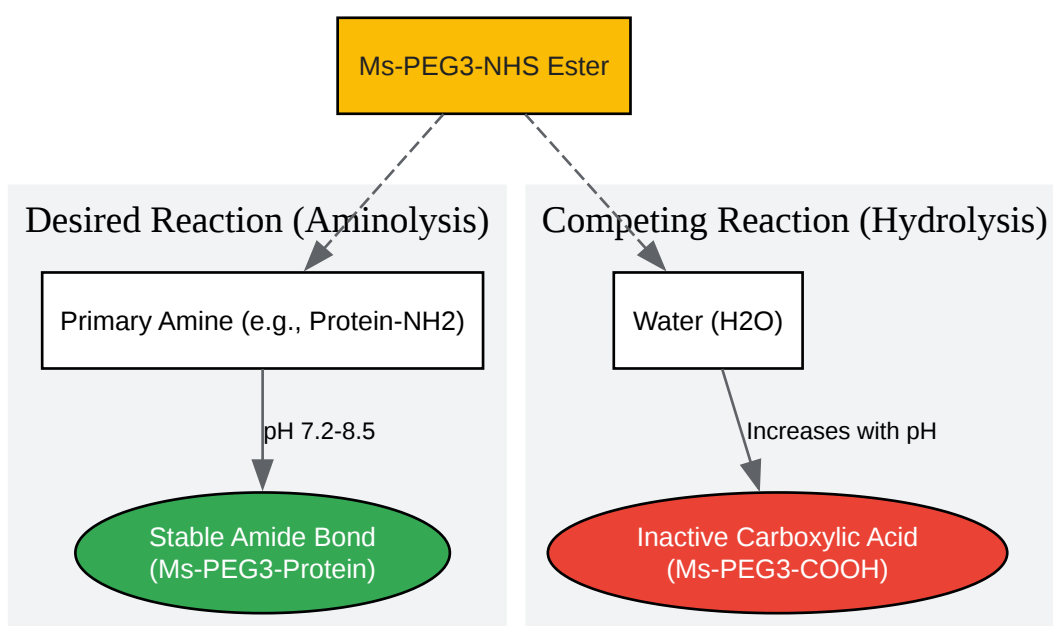 Ms-PEG3-NHS Ester
Desired Reaction (Aminolysis)
Competing Reaction (Hydrolysis)
Primary Amine (e.g., Protein-NH2)
Water (H2O)
pH 7.2-8.5
Increases with pH
Stable Amide Bond
(Ms-PEG3-Protein)
Inactive Carboxylic Acid
(Ms-PEG3-COOH)